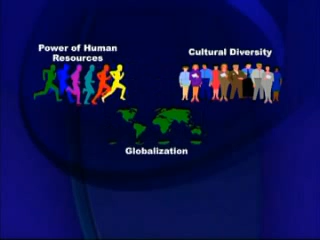 Power of Human
Resources
Cultural Diversity
Globalization